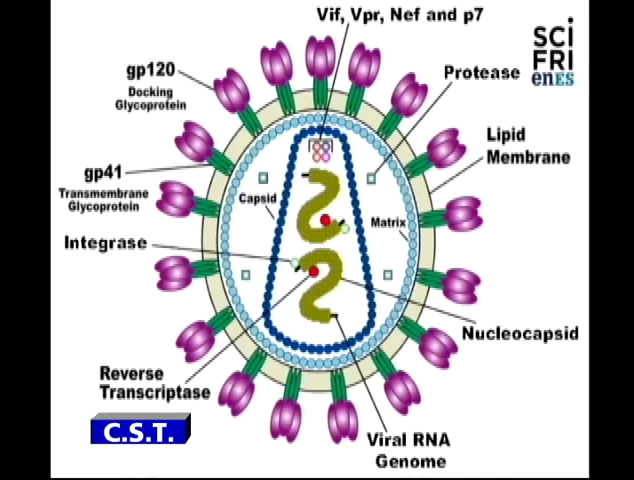 Vif, Vpr, Nef and p7
SCi
FRI
enES
gp120
Docking
Glycoprotein
Protease
Lipid
Membrane
gp41
Transmembrane
Glycoprotein
Capsid
Matrix
Integrase
Nucleocapsid
Reverse
Transcriptase
C.S.T.
Viral RNA
Genome